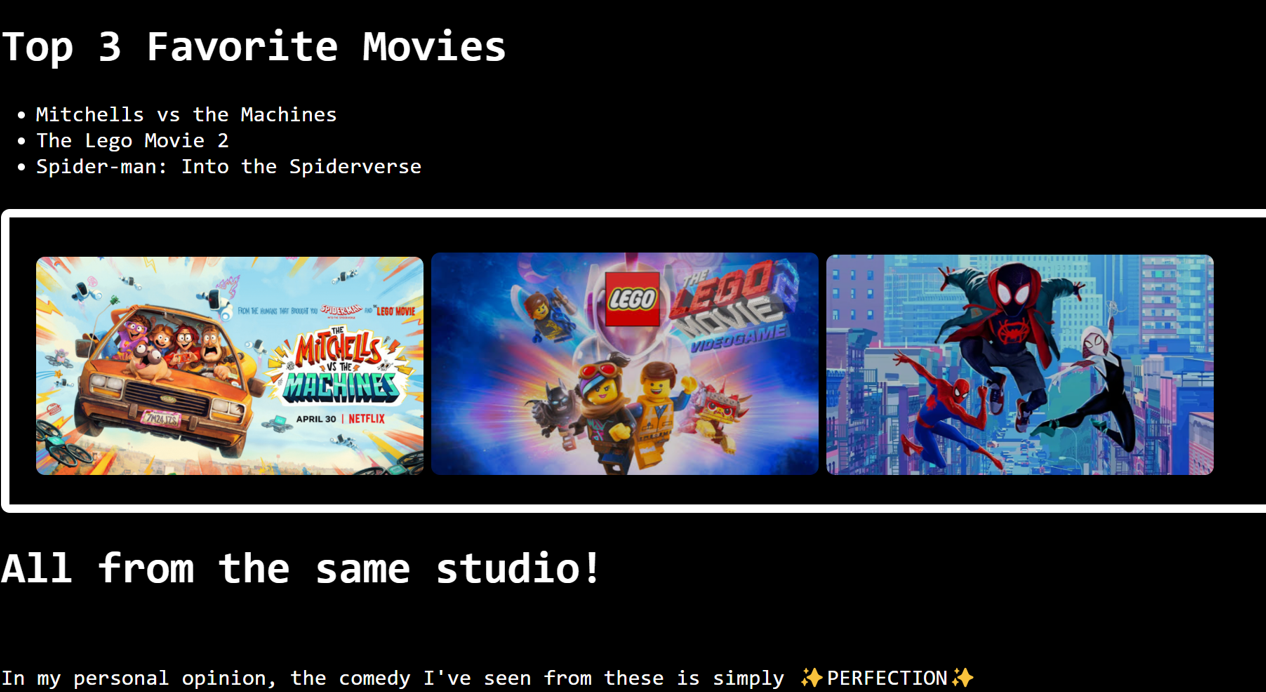 Top 3 Favorite Movies
• Mitchells vs the Machines
• The Lego Movie 2
• Spider-man: Into the Spiderverse
FROM THE HUMANS THAT BROUGHT YOU SPIDER-MAN AND THE LEGO MOVIE
THE
MITCHELLS
VS THE
MACHINES
APRIL 30 | NETFLIX
LEGO
THE
LEGO
MOVIE 2
VIDEOGAME
All from the same studio!
In my personal opinion, the comedy I've seen from these is simply ✨PERFECTION✨